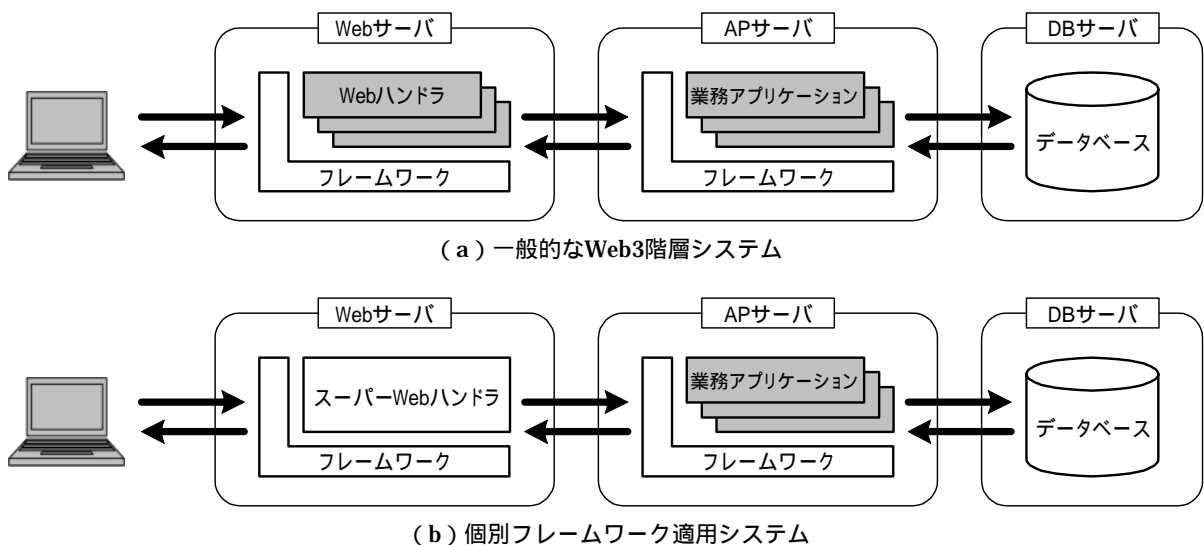 Webサーバ
APサーバ
DBサーバ
Webハンドラ
業務アプリケーション
データベース
フレームワーク
フレームワーク
(a)一般的なWeb3階層システム
Webサーバ
APサーバ
DBサーバ
スーパーWebハンドラ
業務アプリケーション
データベース
フレームワーク
フレームワーク
(b)個別フレームワーク適用システム